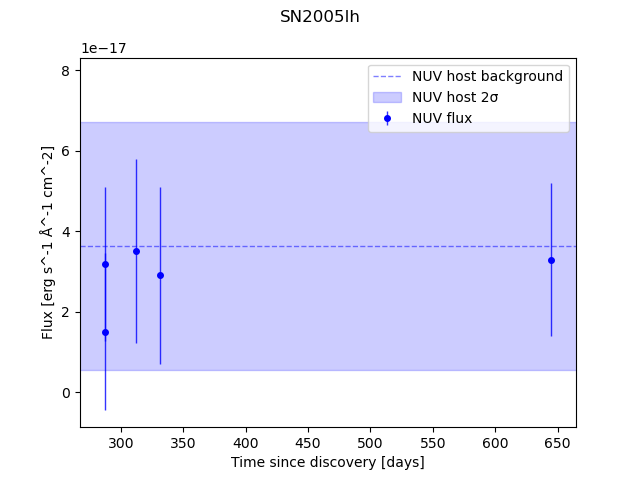 SN2005lh
1e−17
NUV host background
NUV host 2σ
NUV flux
8
6
4
2
0
Flux [erg s^-1 Å^-1 cm^-2]
300 350 400 450 500 550 600 650
Time since discovery [days]